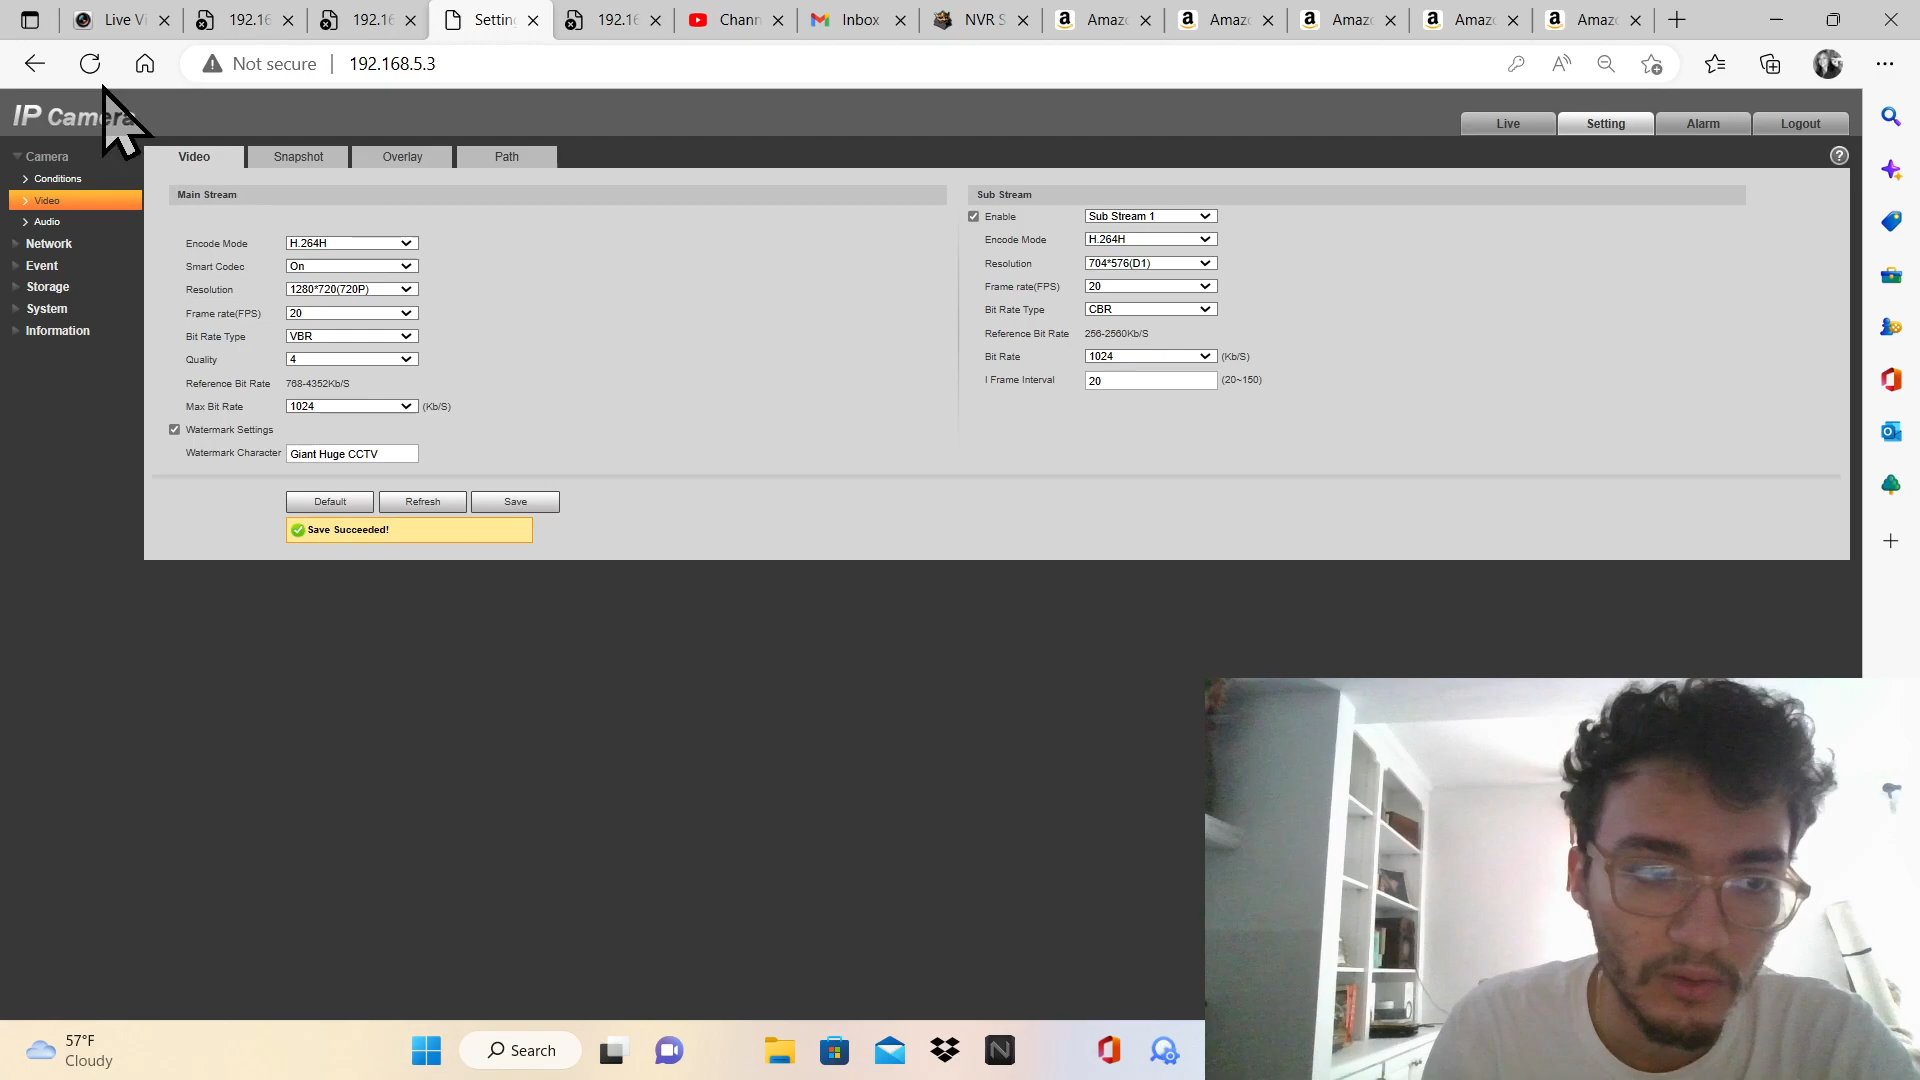 Live Vi
192.16
192.16
Settin
192.16
Chann
Inbox
NVR S
Amaz
Amaz
Amaz
Amaz
Amaz
Not secure
192.168.5.3
IP Camera
Live
Setting
Alarm
Logout
Camera
Conditions
Video
Audio
Network
Event
Storage
System
Information
Video
Snapshot
Overlay
Path
Main Stream
Encode Mode H.264H
Smart Codec On
Resolution 1280*720(720P)
Frame rate(FPS) 20
Bit Rate Type VBR
Quality 4
Reference Bit Rate 768-4352Kb/S
Max Bit Rate 1024 (Kb/S)
Watermark Settings
Watermark Character Giant Huge CCTV
Default Refresh Save
Save Succeeded!
Sub Stream
Enable Sub Stream 1
Encode Mode H.264H
Resolution 704*576(D1)
Frame rate(FPS) 20
Bit Rate Type CBR
Reference Bit Rate 256-2560Kb/S
Bit Rate 1024 (Kb/S)
I Frame Interval 20 (20~150)
57°F
Cloudy
Search